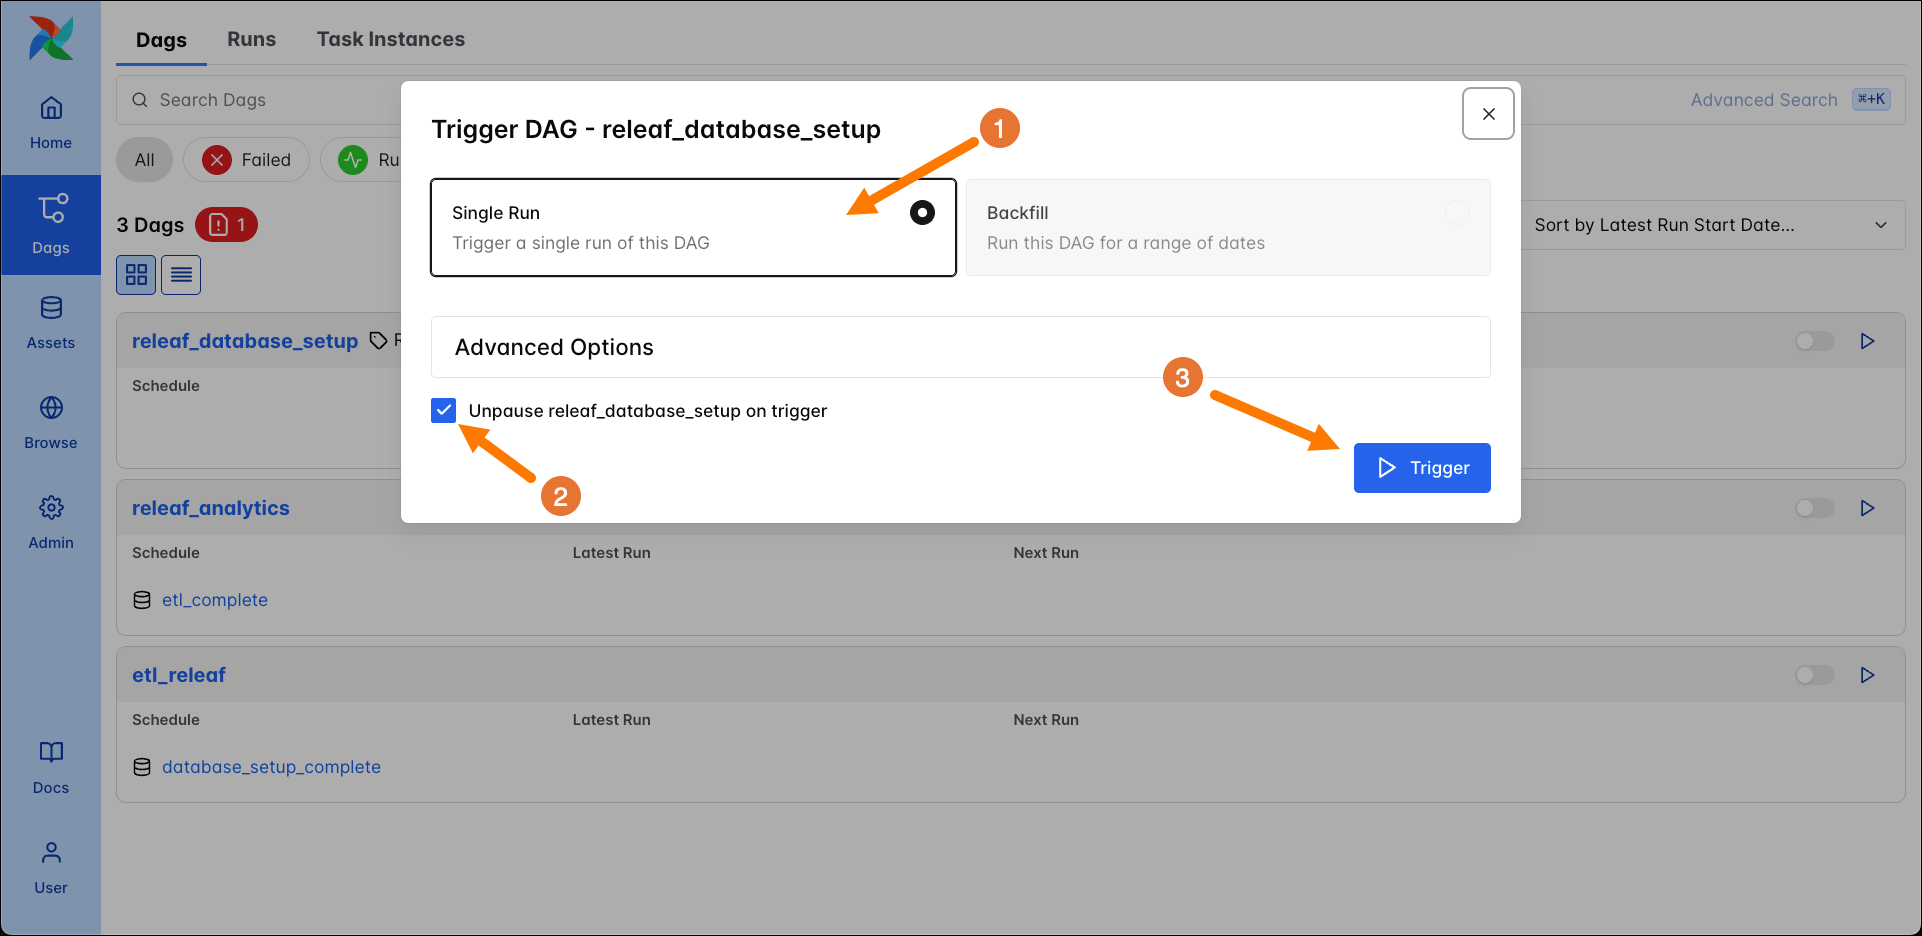 Dags Runs Task Instances
Search Dags
Advanced Search ⌘+K
Home
All Failed Ru
Dags
3 Dags 1
Sort by Latest Run Start Date...
Trigger DAG - releaf_database_setup
1
Single Run
Trigger a single run of this DAG
Backfill
Run this DAG for a range of dates
Advanced Options
Unpause releaf_database_setup on trigger
2
3
Trigger
Assets
Browse
Admin
Docs
User
releaf_database_setup
Schedule
releaf_analytics
Schedule Latest Run Next Run
etl_complete
etl_releaf
Schedule Latest Run Next Run
database_setup_complete